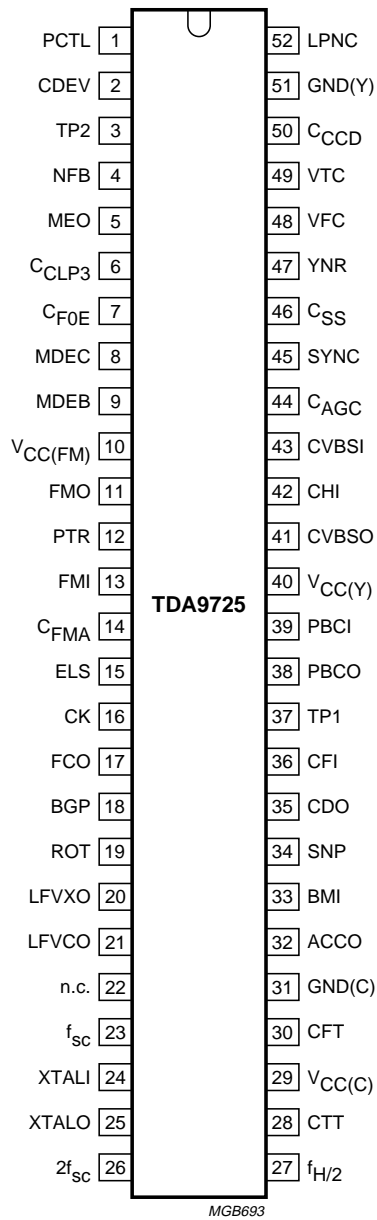 PCTL 1 52 LPNC
CDEV 2 51 GND(Y)
TP2 3 50 CCCD
NFB 4 49 VTC
MEO 5 48 VFC
CCLP3 6 47 YNR
CF0E 7 46 CSS
MDEC 8 45 SYNC
MDEB 9 44 CAGC
VCC(FM) 10 43 CVBSI
FMO 11 42 CHI
PTR 12 41 CVBSO
FMI 13 40 VCC(Y)
TDA9725
CFMA 14 39 PBCI
ELS 15 38 PBCO
CK 16 37 TP1
FCO 17 36 CFI
BGP 18 35 CDO
ROT 19 34 SNP
LFVXO 20 33 BMI
LFVCO 21 32 ACCO
n.c. 22 31 GND(C)
fsc 23 30 CFT
XTALI 24 29 VCC(C)
XTALO 25 28 CTT
2fsc 26 27 fH/2
MGB693